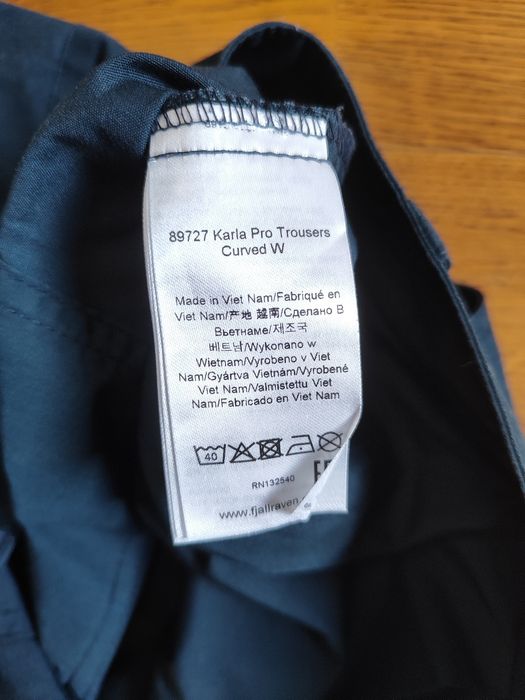 89727 Karla Pro Trousers
Curved W
Made in Viet Nam/Fabriqué en
Viet Nam/产地 越南/Сделано В
Вьетнаме/제조국
베트남/Wykonano w
Wietnam/Vyrobeno v Viet
Nam/Gyártva Vietnám/Vyrobené
Viet Nam/Valmistettu Viet
Nam/Fabricado en Viet Nam
40
RN132540
www.fjallraven.